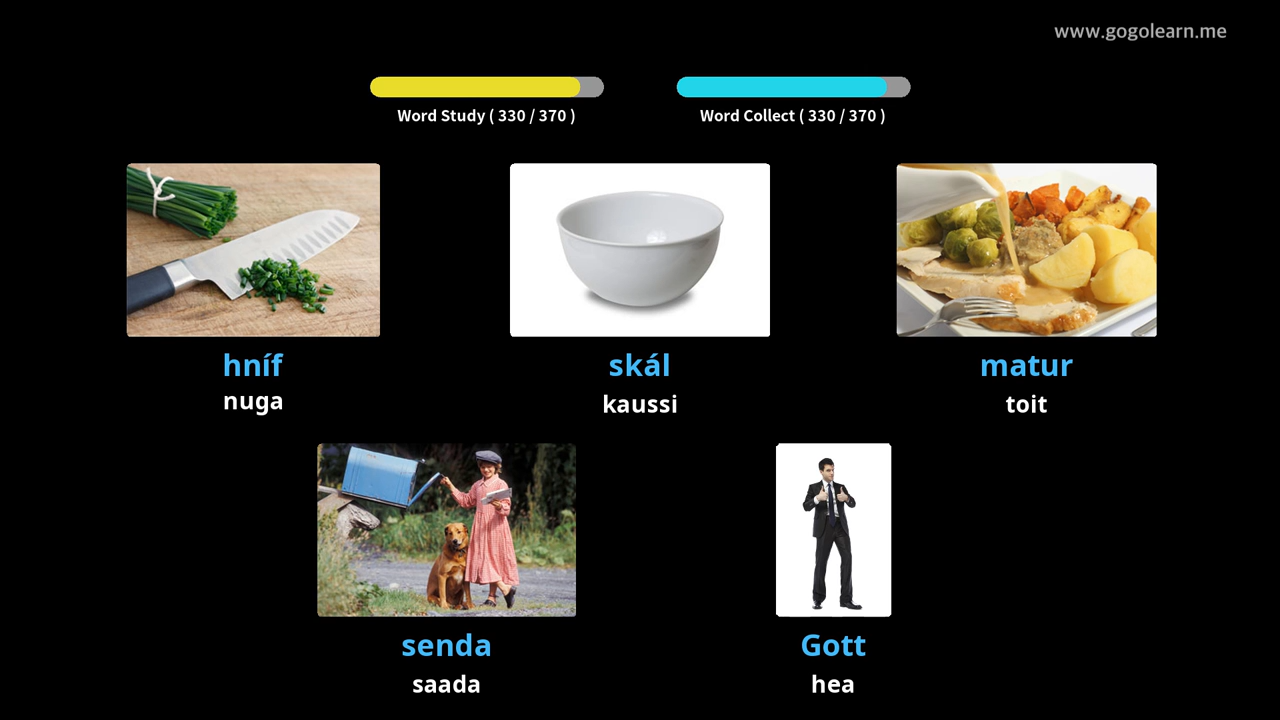 www.gogolearn.me
Word Study ( 330 / 370 )
Word Collect ( 330 / 370 )
hníf
nuga
skál
kaussi
matur
toit
senda
saada
Gott
hea